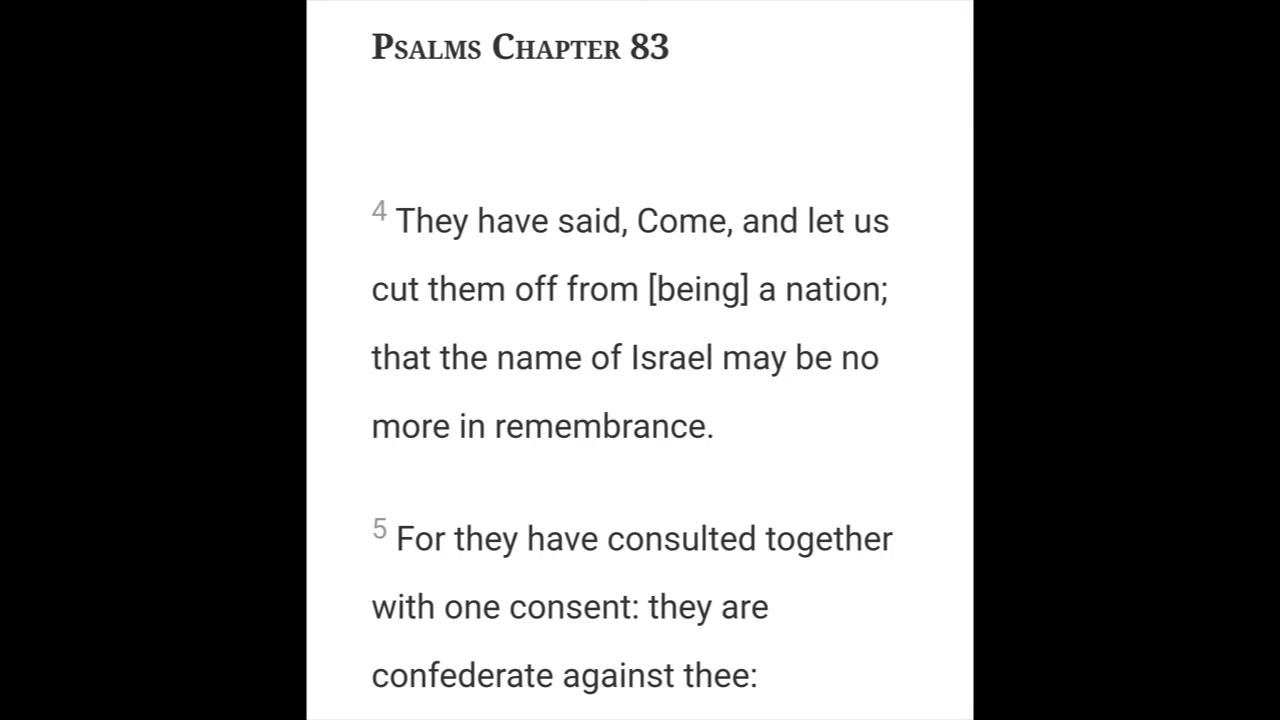 Psalms Chapter 83
4 They have said, Come, and let us
cut them off from [being] a nation;
that the name of Israel may be no
more in remembrance.
5 For they have consulted together
with one consent: they are
confederate against thee: